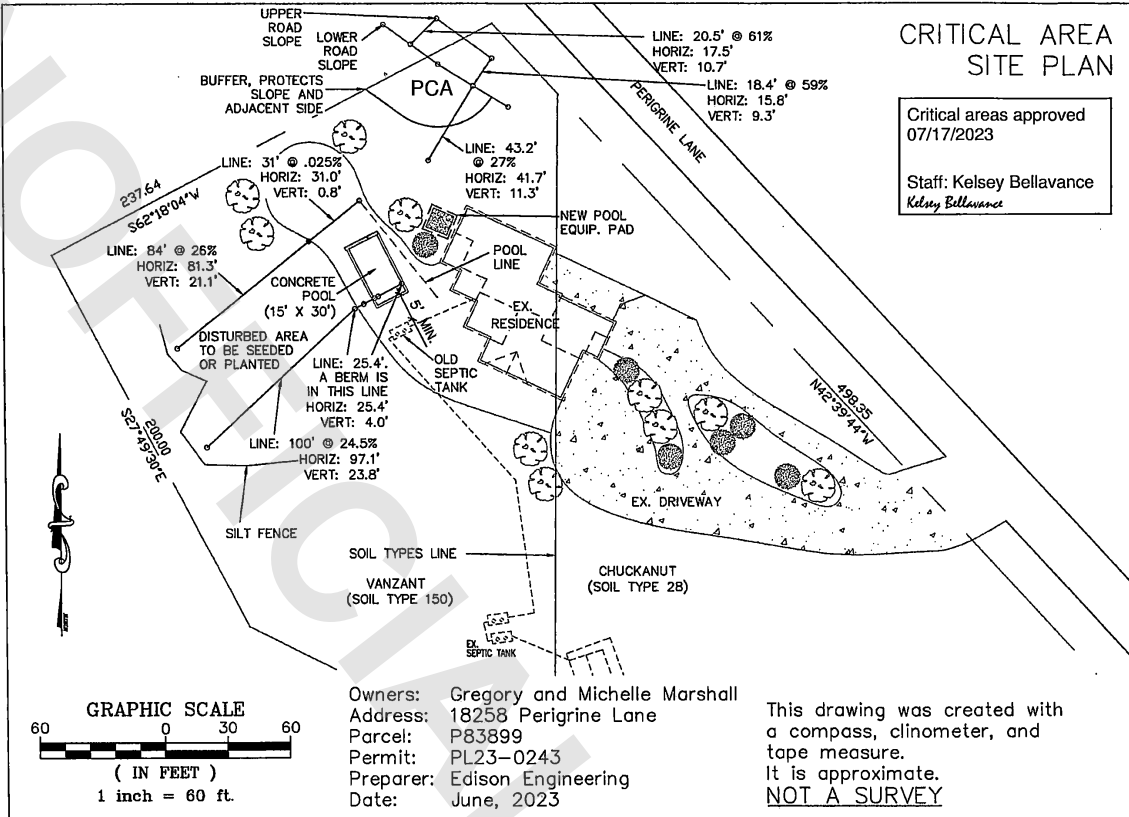 CRITICAL AREA
SITE PLAN
Critical areas approved
07/17/2023
Staff: Kelsey Bellavance
Kelsey Bellavance
UPPER
ROAD
SLOPE
LOWER
ROAD
SLOPE
BUFFER, PROTECTS
SLOPE AND
ADJACENT SIDE
PCA
LINE: 20.5' @ 61%
HORIZ: 17.5'
VERT: 10.7'
LINE: 18.4' @ 59%
HORIZ: 15.8'
VERT: 9.3'
PERIGRINE LANE
LINE: 43.2'
@ 27%
HORIZ: 41.7'
VERT: 11.3'
LINE: 31' @ .025%
HORIZ: 31.0'
VERT: 0.8'
237.64
S62°18'04"W
NEW POOL
EQUIP. PAD
LINE: 84' @ 26%
HORIZ: 81.3'
VERT: 21.1'
CONCRETE
POOL
(15' X 30')
POOL
LINE
5' MIN.
EX.
RESIDENCE
DISTURBED AREA
TO BE SEEDED
OR PLANTED
OLD
SEPTIC
TANK
LINE: 25.4'.
A BERM IS
IN THIS LINE
HORIZ: 25.4'
VERT: 4.0'
LINE: 100' @ 24.5%
HORIZ: 97.1'
VERT: 23.8'
200.00
S27°49'30"E
498.35
N42°39'44"W
SILT FENCE
EX. DRIVEWAY
SOIL TYPES LINE
VANZANT
(SOIL TYPE 150)
CHUCKANUT
(SOIL TYPE 28)
EX.
SEPTIC TANK
NORTH
GRAPHIC SCALE
60 0 30 60
( IN FEET )
1 inch = 60 ft.
Owners: Gregory and Michelle Marshall
Address: 18258 Perigrine Lane
Parcel: P83899
Permit: PL23-0243
Preparer: Edison Engineering
Date: June, 2023
This drawing was created with
a compass, clinometer, and
tape measure.
It is approximate.
NOT A SURVEY